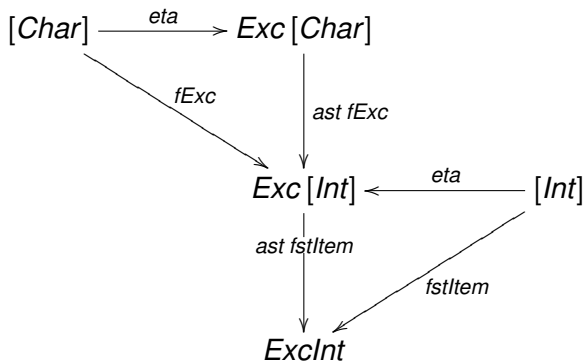 [Char] eta Exc [Char]
fExc ast fExc
Exc [Int] eta [Int]
ast fstItem fstItem
ExcInt